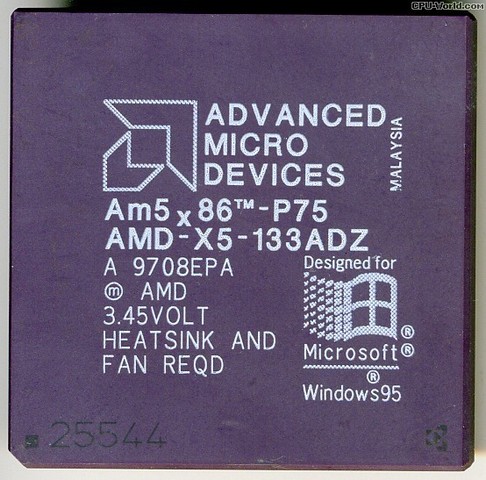 CPU-World.com
ADVANCED
MICRO
DEVICES
MALAYSIA
Am5x86™-P75
AMD-X5-133ADZ
A 9708EPA
ⓜ AMD
3.45VOLT
HEATSINK AND
FAN REQD
Designed for
Microsoft®
®
Windows95
25544